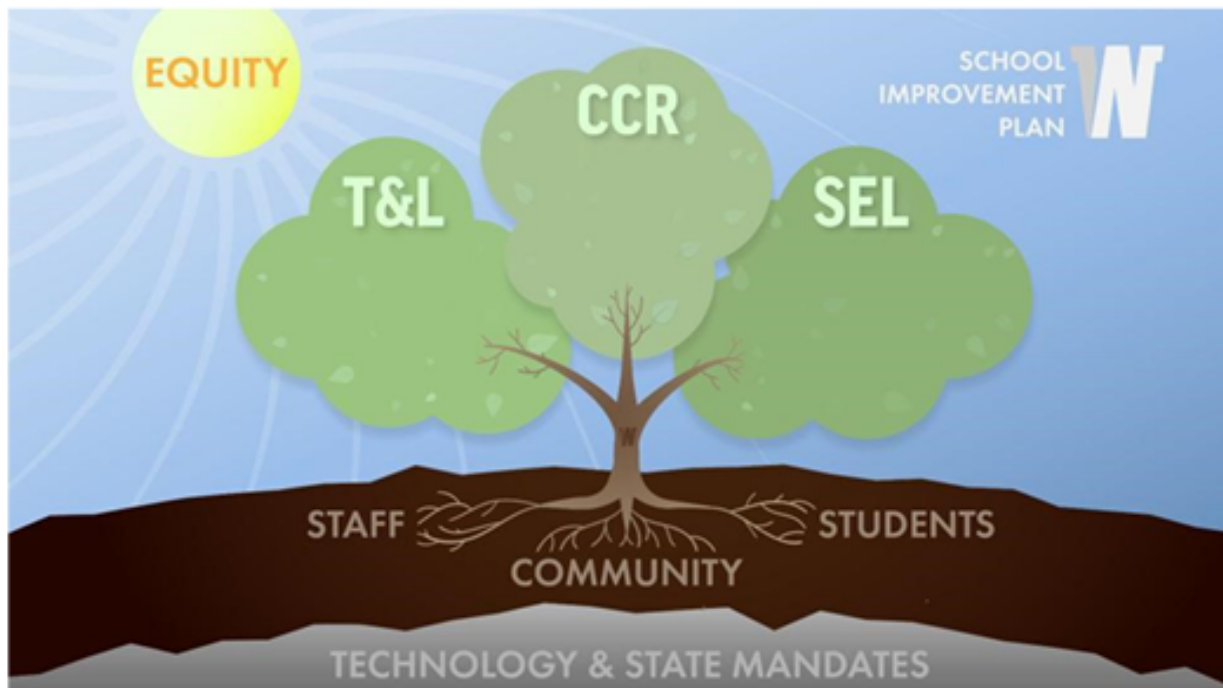 EQUITY
CCR
SCHOOL
IMPROVEMENT
PLAN
W
T&L
SEL
W
STAFF
STUDENTS
COMMUNITY
TECHNOLOGY & STATE MANDATES